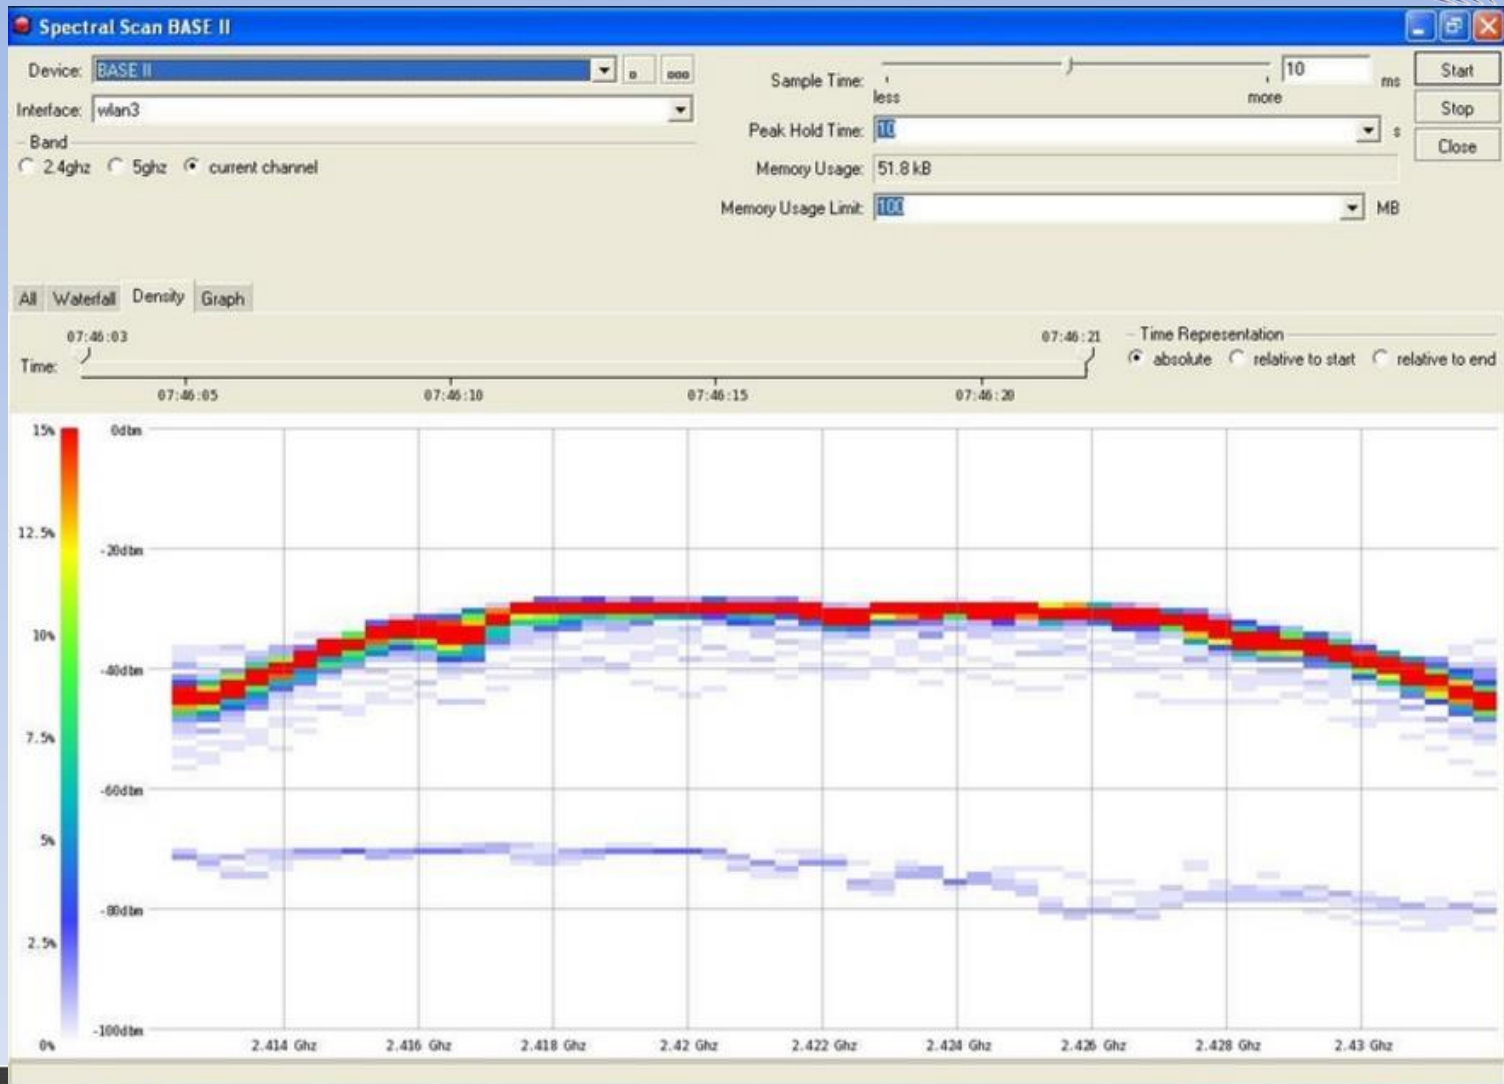 Spectral Scan BASE II
Device: BASE II
Interface: wlan3
Band
2.4ghz 5ghz current channel
Sample Time: less more 10 ms
Peak Hold Time: 10 s
Memory Usage: 51.8 kB
Memory Usage Limit: 100 MB
Start
Stop
Close
All Waterfall Density Graph
07:46:03 07:46:21
Time:
07:46:05 07:46:10 07:46:15 07:46:20
Time Representation
absolute relative to start relative to end
15%
12.5%
10%
7.5%
5%
2.5%
0%
0dbm
-20dbm
-40dbm
-60dbm
-80dbm
-100dbm
2.414 Ghz 2.416 Ghz 2.418 Ghz 2.42 Ghz 2.422 Ghz 2.424 Ghz 2.426 Ghz 2.428 Ghz 2.43 Ghz